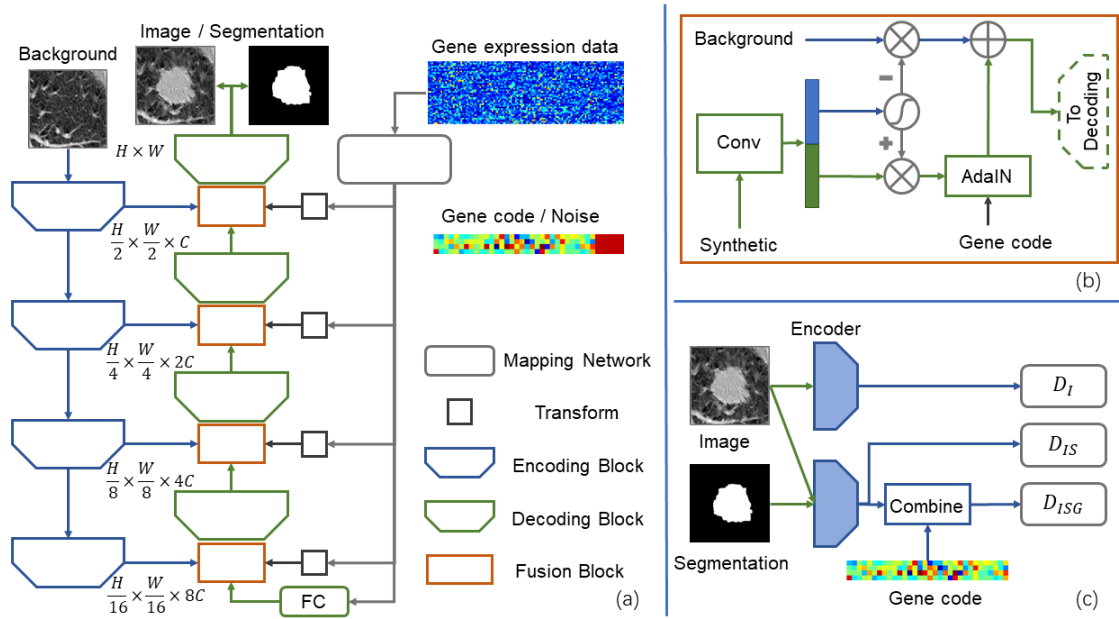 Image / Segmentation
Background
Gene expression data
H × W
H/2 × W/2 × C
Gene code / Noise
H/4 × W/4 × 2C
Mapping Network
Transform
H/8 × W/8 × 4C
Encoding Block
Decoding Block
Fusion Block
H/16 × W/16 × 8C
FC
(a)
Background
−
Conv
+
To Decoding
AdaIN
Synthetic
Gene code
(b)
Encoder
D_I
Image
D_IS
Combine
D_ISG
Segmentation
Gene code
(c)